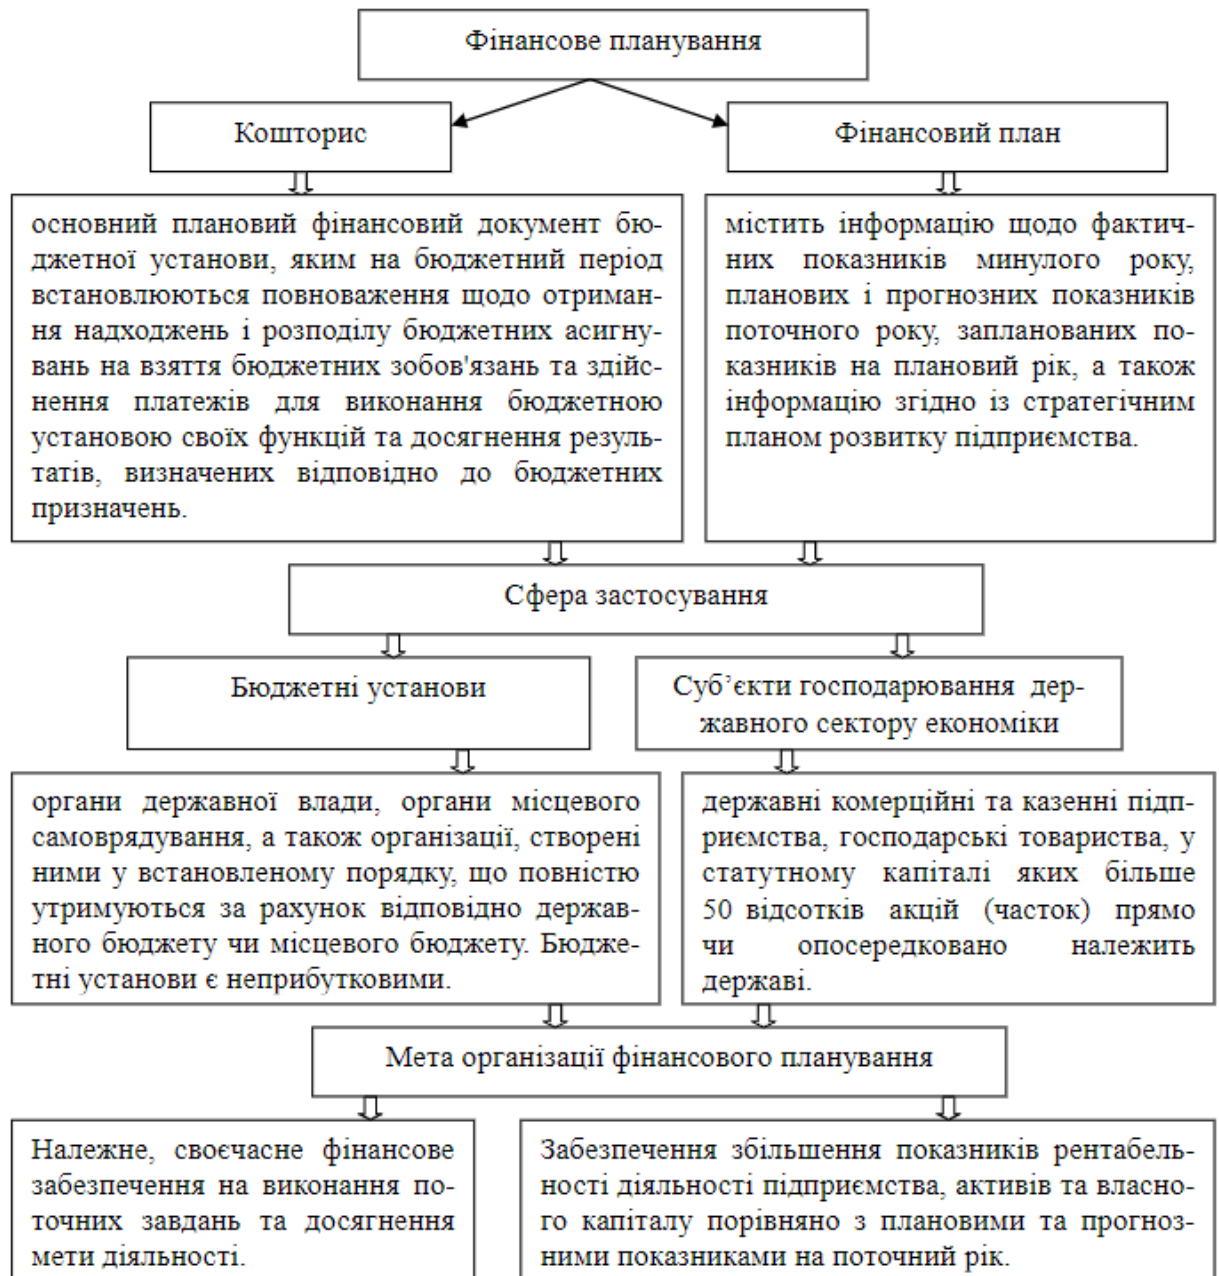 Фінансове планування
Кошторис
Фінансовий план
основний плановий фінансовий документ бю-
джетної установи, яким на бюджетний період
встановлюються повноваження щодо отриман-
ня надходжень і розподілу бюджетних асигну-
вань на взяття бюджетних зобов'язань та здійс-
нення платежів для виконання бюджетною
установою своїх функцій та досягнення резуль-
татів, визначених відповідно до бюджетних
призначень.
містить інформацію щодо фактич-
них показників минулого року,
планових і прогнозних показників
поточного року, запланованих по-
казників на плановий рік, а також
інформацію згідно із стратегічним
планом розвитку підприємства.
Сфера застосування
Бюджетні установи
Суб’єкти господарювання дер-
жавного сектору економіки
органи державної влади, органи місцевого
самоврядування, а також організації, створені
ними у встановленому порядку, що повністю
утримуються за рахунок відповідно держав-
ного бюджету чи місцевого бюджету. Бюдже-
тні установи є неприбутковими.
державні комерційні та казенні підп-
риємства, господарські товариства, у
статутному капіталі яких більше
50 відсотків акцій (часток) прямо
чи опосередковано належить
державі.
Мета організації фінансового планування
Належне, своєчасне фінансове
забезпечення на виконання по-
точних завдань та досягнення
мети діяльності.
Забезпечення збільшення показників рентабель-
ності діяльності підприємства, активів та власно-
го капіталу порівняно з плановими та прогноз-
ними показниками на поточний рік.